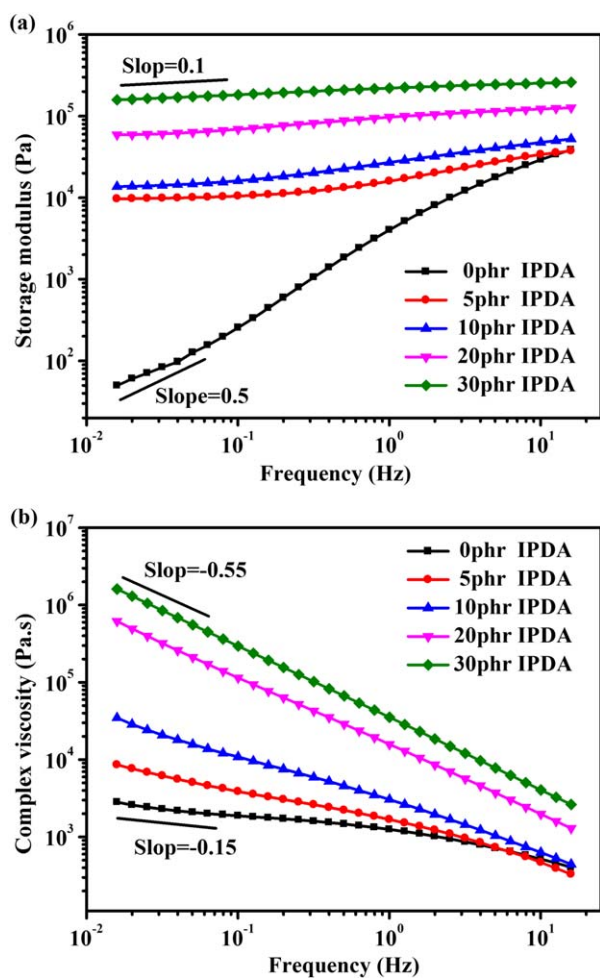 (a)
Slop=0.1
10^5
10^4
10^3
10^2
Storage modulus (Pa)
0phr IPDA
5phr IPDA
10phr IPDA
20phr IPDA
30phr IPDA
Slope=0.5
10^-2 10^-1 10^0 10^1
Frequency (Hz)
(b)
10^7
10^6
10^5
10^4
10^3
Complex viscosity (Pa.s)
Slop=-0.55
0phr IPDA
5phr IPDA
10phr IPDA
20phr IPDA
30phr IPDA
Slop=-0.15
10^-2 10^-1 10^0 10^1
Frequency (Hz)